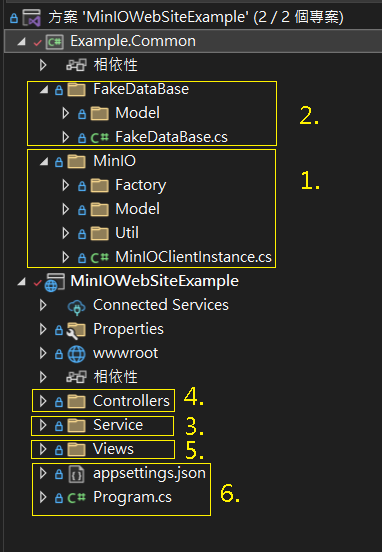 方案 'MinIOWebSiteExample' (2 / 2 個專案)
Example.Common
相依性
FakeDataBase
Model
FakeDataBase.cs
2.
MinIO
Factory
Model
Util
MinIOClientInstance.cs
1.
MinIOWebSiteExample
Connected Services
Properties
wwwroot
相依性
Controllers 4.
Service 3.
Views 5.
appsettings.json
Program.cs 6.